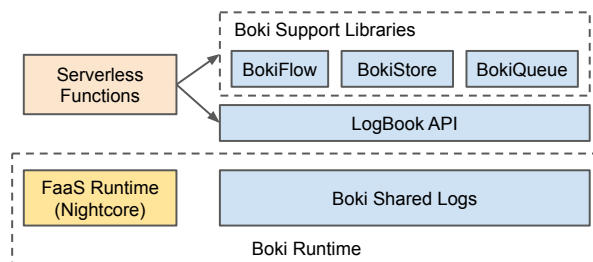 Boki Support Libraries
BokiFlow
BokiStore
BokiQueue
Serverless
Functions
LogBook API
FaaS Runtime
(Nightcore)
Boki Shared Logs
Boki Runtime